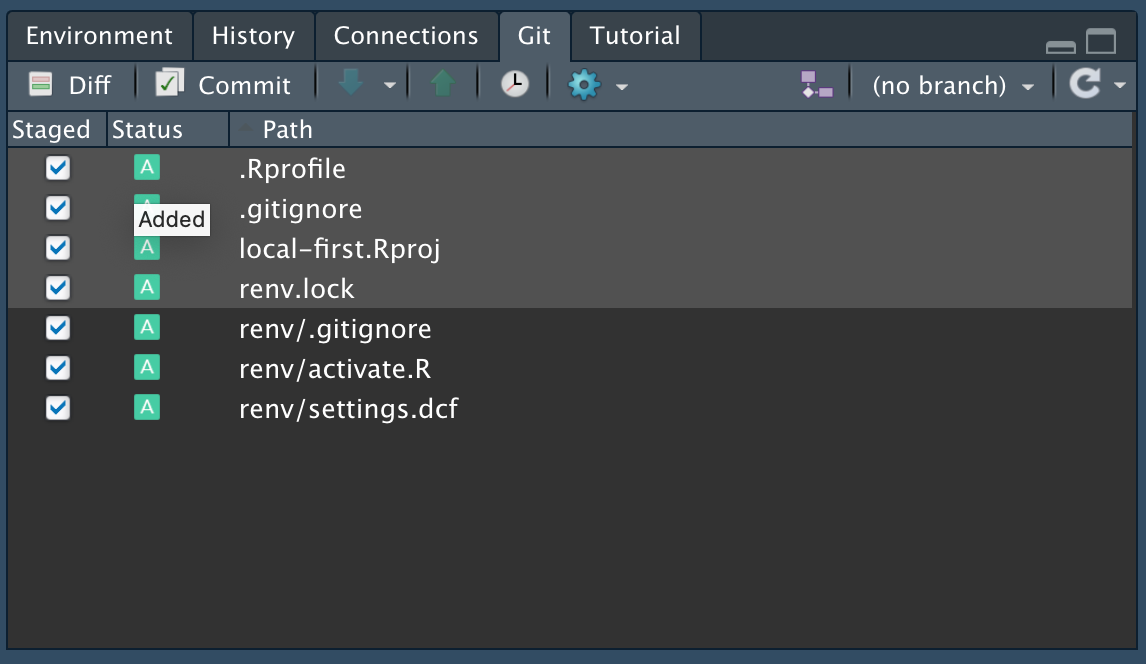 Environment History Connections Git Tutorial
Diff Commit (no branch)
Staged Status Path
A .Rprofile
A .gitignore
Added
A local-first.Rproj
A renv.lock
A renv/.gitignore
A renv/activate.R
A renv/settings.dcf